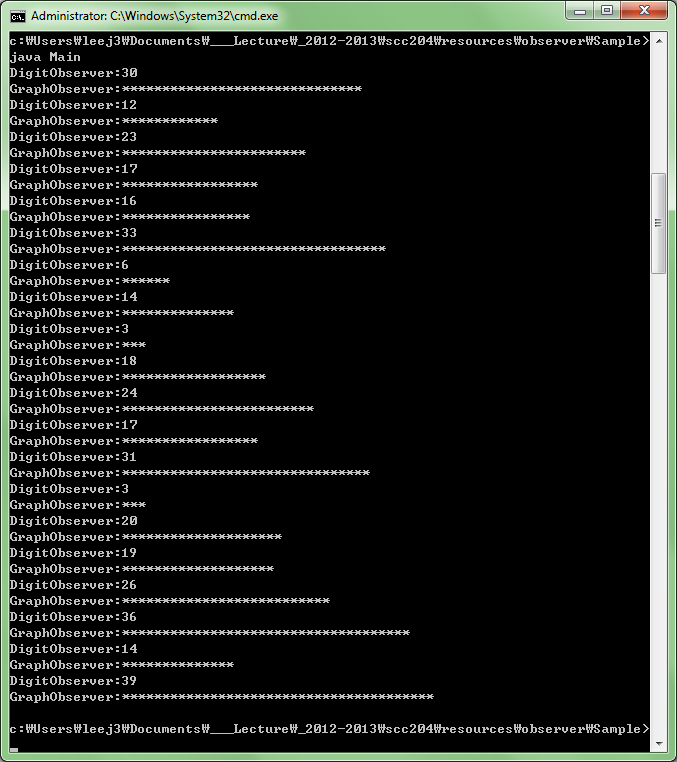 Administrator: C:\Windows\System32\cmd.exe
c:₩Users₩leej3₩Documents₩___Lecture₩_2012-2013₩scc204₩resources₩observer₩Sample>
java Main
DigitObserver:30
GraphObserver:******************************
DigitObserver:12
GraphObserver:************
DigitObserver:23
GraphObserver:***********************
DigitObserver:17
GraphObserver:*****************
DigitObserver:16
GraphObserver:****************
DigitObserver:33
GraphObserver:*********************************
DigitObserver:6
GraphObserver:******
DigitObserver:14
GraphObserver:**************
DigitObserver:3
GraphObserver:***
DigitObserver:18
GraphObserver:******************
DigitObserver:24
GraphObserver:************************
DigitObserver:17
GraphObserver:*****************
DigitObserver:31
GraphObserver:*******************************
DigitObserver:3
GraphObserver:***
DigitObserver:20
GraphObserver:********************
DigitObserver:19
GraphObserver:*******************
DigitObserver:26
GraphObserver:**************************
DigitObserver:36
GraphObserver:************************************
DigitObserver:14
GraphObserver:**************
DigitObserver:39
GraphObserver:***************************************
c:₩Users₩leej3₩Documents₩___Lecture₩_2012-2013₩scc204₩resources₩observer₩Sample>